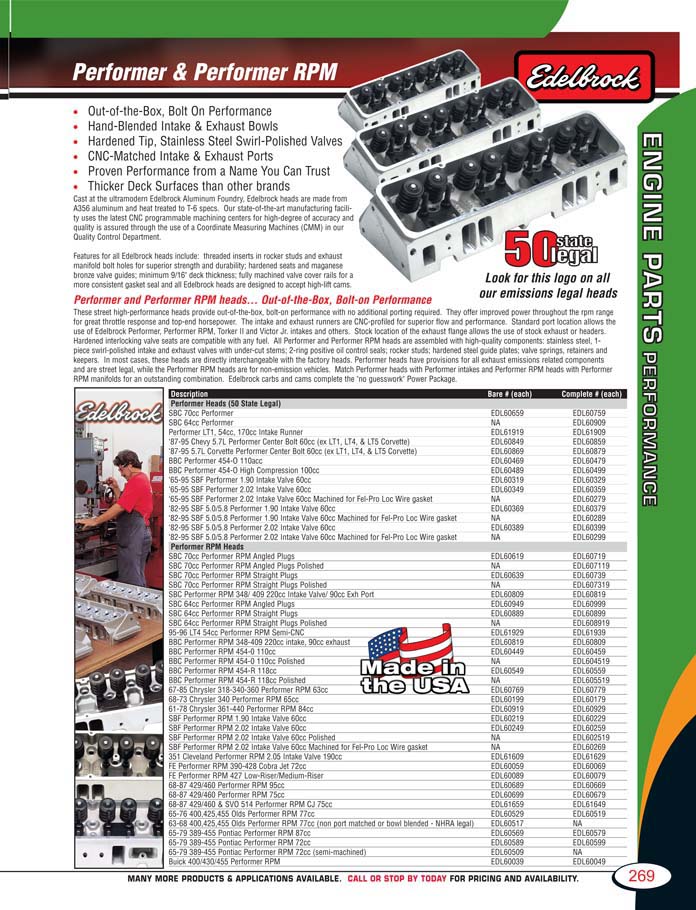 Performer & Performer RPM
Edelbrock
• Out-of-the-Box, Bolt On Performance
• Hand-Blended Intake & Exhaust Bowls
• Hardened Tip, Stainless Steel Swirl-Polished Valves
• CNC-Matched Intake & Exhaust Ports
• Proven Performance from a Name You Can Trust
• Thicker Deck Surfaces than other brands
Cast at the ultramodern Edelbrock Aluminum Foundry, Edelbrock heads are made from
A356 aluminum and heat treated to T-6 specs. Our state-of-the-art manufacturing facili-
ty uses the latest CNC programmable machining centers for high-degree of accuracy and
quality is assured through the use of a Coordinate Measuring Machines (CMM) in our
Quality Control Department.
Features for all Edelbrock heads include: threaded inserts in rocker studs and exhaust
manifold bolt holes for superior strength and durability; hardened seats and maganese
bronze valve guides; minimum 9/16" deck thickness; fully machined valve cover rails for a
more consistent gasket seal and all Edelbrock heads are designed to accept high-lift cams.
50 state legal
Look for this logo on all
our emissions legal heads
Performer and Performer RPM heads... Out-of-the-Box, Bolt-on Performance
These street high-performance heads provide out-of-the-box, bolt-on performance with no additional porting required. They offer improved power throughout the rpm range
for great throttle response and top-end horsepower. The intake and exhaust runners are CNC-profiled for superior flow and performance. Standard port location allows the
use of Edelbrock Performer, Performer RPM, Torker II and Victor Jr. intakes and others. Stock location of the exhaust flange allows the use of stock exhaust or headers.
Hardened interlocking valve seats are compatible with any fuel. All Performer and Performer RPM heads are assembled with high-quality components: stainless steel, 1-
piece swirl-polished intake and exhaust valves with under-cut stems; 2-ring positive oil control seals; rocker studs; hardened steel guide plates; valve springs, retainers and
keepers. In most cases, these heads are directly interchangeable with the factory heads. Performer heads have provisions for all exhaust emissions related components
and are street legal, while the Performer RPM heads are for non-emission vehicles. Match Performer heads with Performer intakes and Performer RPM heads with Performer
RPM manifolds for an outstanding combination. Edelbrock carbs and cams complete the "no guesswork" Power Package.
Edelbrock
Description Bare # (each) Complete # (each)
Performer Heads (50 State Legal)
SBC 70cc Performer EDL60659 EDL60759
SBC 64cc Performer NA EDL60909
Performer LT1, 54cc, 170cc Intake Runner EDL61919 EDL61909
'87-95 Chevy 5.7L Performer Center Bolt 60cc (ex LT1, LT4, & LT5 Corvette) EDL60849 EDL60859
'87-95 5.7L Corvette Performer Center Bolt 60cc (ex LT1, LT4, & LT5 Corvette) EDL60869 EDL60879
BBC Performer 454-O 110acc EDL60469 EDL60479
BBC Performer 454-O High Compression 100cc EDL60489 EDL60499
'65-95 SBF Performer 1.90 Intake Valve 60cc EDL60319 EDL60329
'65-95 SBF Performer 2.02 Intake Valve 60cc EDL60349 EDL60359
'65-95 SBF Performer 2.02 Intake Valve 60cc Machined for Fel-Pro Loc Wire gasket NA EDL60279
'82-95 SBF 5.0/5.8 Performer 1.90 Intake Valve 60cc EDL60369 EDL60379
'82-95 SBF 5.0/5.8 Performer 1.90 Intake Valve 60cc Machined for Fel-Pro Loc Wire gasket NA EDL60289
'82-95 SBF 5.0/5.8 Performer 2.02 Intake Valve 60cc EDL60389 EDL60399
'82-95 SBF 5.0/5.8 Performer 2.02 Intake Valve 60cc Machined for Fel-Pro Loc Wire gasket NA EDL60299
Performer RPM Heads
SBC 70cc Performer RPM Angled Plugs EDL60619 EDL60719
SBC 70cc Performer RPM Angled Plugs Polished NA EDL607119
SBC 70cc Performer RPM Straight Plugs EDL60639 EDL60739
SBC 70cc Performer RPM Straight Plugs Polished NA EDL607319
SBC Performer RPM 348/ 409 220cc Intake Valve/ 90cc Exh Port EDL60809 EDL60819
SBC 64cc Performer RPM Angled Plugs EDL60949 EDL60999
SBC 64cc Performer RPM Straight Plugs EDL60889 EDL60899
SBC 64cc Performer RPM Straight Plugs Polished NA EDL608919
95-96 LT4 54cc Performer RPM Semi-CNC EDL61929 EDL61939
BBC Performer RPM 348-409 220cc intake, 90cc exhaust EDL60819 EDL60809
BBC Performer RPM 454-0 110cc EDL60449 EDL60459
BBC Performer RPM 454-0 110cc Polished NA EDL604519
BBC Performer RPM 454-R 118cc EDL60549 EDL60559
BBC Performer RPM 454-R 118cc Polished NA EDL605519
67-85 Chrysler 318-340-360 Performer RPM 63cc EDL60769 EDL60779
68-73 Chrysler 340 Performer RPM 65cc EDL60199 EDL60179
61-78 Chrysler 361-440 Performer RPM 84cc EDL60919 EDL60929
SBF Performer RPM 1.90 Intake Valve 60cc EDL60219 EDL60229
SBF Performer RPM 2.02 Intake Valve 60cc EDL60249 EDL60259
SBF Performer RPM 2.02 Intake Valve 60cc Polished NA EDL602519
SBF Performer RPM 2.02 Intake Valve 60cc Machined for Fel-Pro Loc Wire gasket NA EDL60269
351 Cleveland Performer RPM 2.05 Intake Valve 190cc EDL61609 EDL61629
FE Performer RPM 390-428 Cobra Jet 72cc EDL60059 EDL60069
FE Performer RPM 427 Low-Riser/Medium-Riser EDL60089 EDL60079
68-87 429/460 Performer RPM 95cc EDL60689 EDL60669
68-87 429/460 Performer RPM 75cc EDL60699 EDL60679
68-87 429/460 & SVO 514 Performer RPM CJ 75cc EDL61659 EDL61649
65-76 400,425,455 Olds Performer RPM 77cc EDL60529 EDL60519
63-68 400,425,455 Olds Performer RPM 77cc (non port matched or bowl blended - NHRA legal) EDL60517 NA
65-79 389-455 Pontiac Performer RPM 87cc EDL60569 EDL60579
65-79 389-455 Pontiac Performer RPM 72cc EDL60589 EDL60599
65-79 389-455 Pontiac Performer RPM 72cc (semi-machined) EDL60509 NA
Buick 400/430/455 Performer RPM EDL60039 EDL60049
Made in
the USA
ENGINE PARTS PERFORMANCE
MANY MORE PRODUCTS & APPLICATIONS AVAILABLE. CALL OR STOP BY TODAY FOR PRICING AND AVAILABILITY.
269